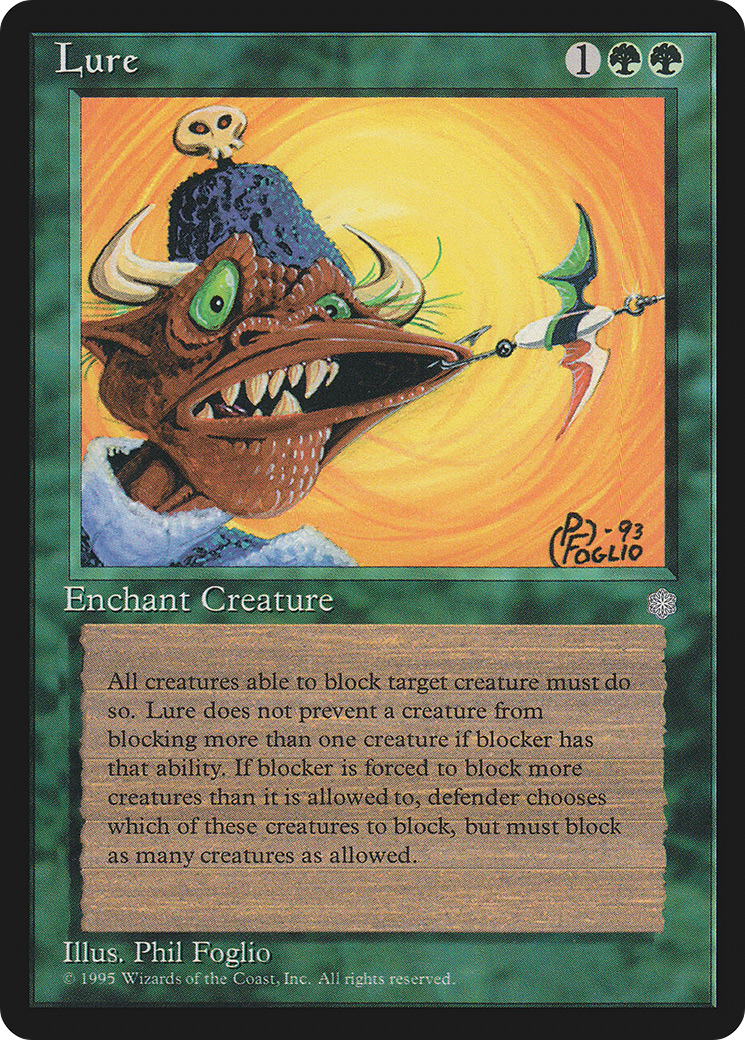 Lure 1
(P-) -93
FOGLIO
Enchant Creature
All creatures able to block target creature must do
so. Lure does not prevent a creature from
blocking more than one creature if blocker has
that ability. If blocker is forced to block more
creatures than it is allowed to, defender chooses
which of these creatures to block, but must block
as many creatures as allowed.
Illus. Phil Foglio
© 1995 Wizards of the Coast, Inc. All rights reserved.